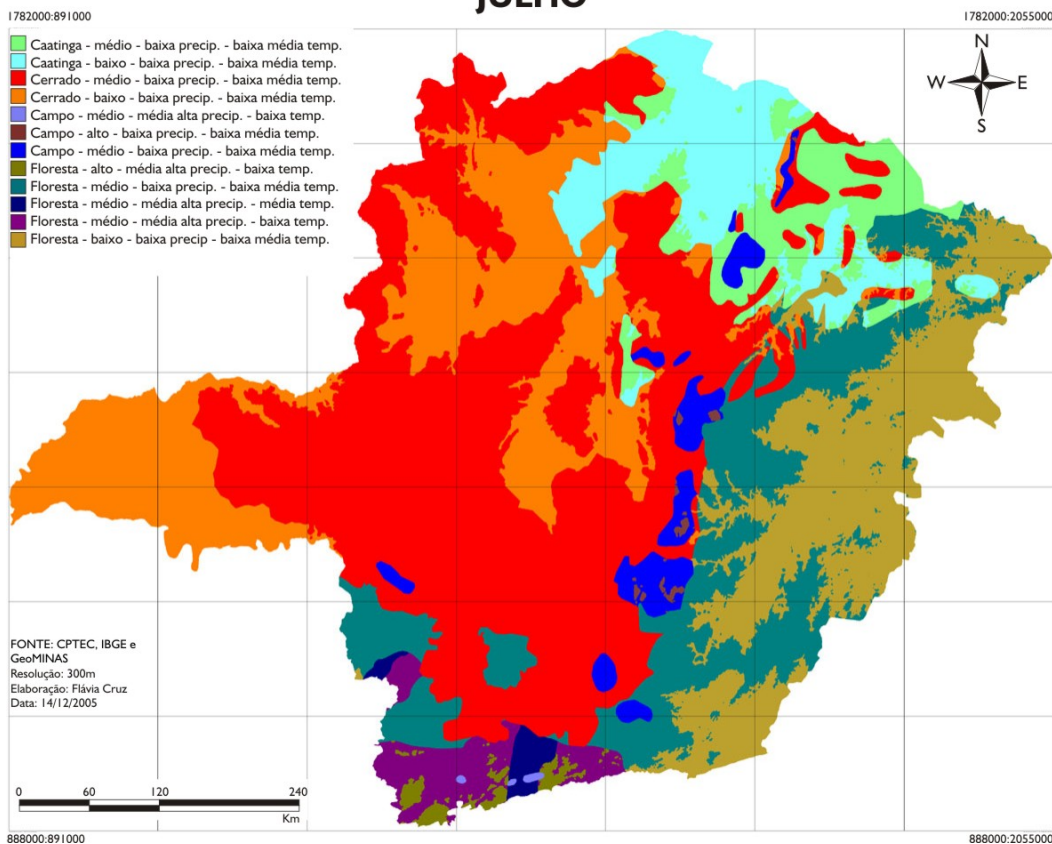 JULHO
1782000:891000
1782000:2055000
Caatinga - médio - baixa precip. - baixa média temp.
Caatinga - baixo - baixa precip. - baixa média temp.
Cerrado - médio - baixa precip. - baixa média temp.
Cerrado - baixo - baixa precip. - baixa média temp.
Campo - médio - média alta precip. - baixa temp.
Campo - alto - baixa precip. - baixa média temp.
Campo - médio - baixa precip. - baixa média temp.
Floresta - alto - média alta precip. - baixa temp.
Floresta - médio - baixa precip. - baixa média temp.
Floresta - médio - média alta precip. - média temp.
Floresta - médio - média alta precip. - baixa temp.
Floresta - baixo - baixa precip - baixa média temp.
N
W
E
S
FONTE: CPTEC, IBGE e
GeoMINAS
Resolução: 300m
Elaboração: Flávia Cruz
Data: 14/12/2005
0 60 120 240
Km
888000:891000
888000:2055000